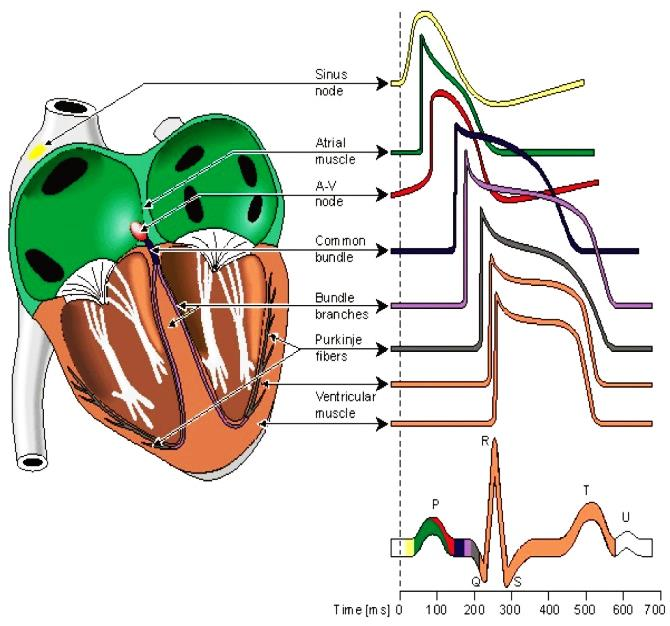 Sinus
node
Atrial
muscle
A-V
node
Common
bundle
Bundle
branches
Purkinje
fibers
Ventricular
muscle
R
P
T
U
Q
S
Time [ms]
0 100 200 300 400 500 600 700